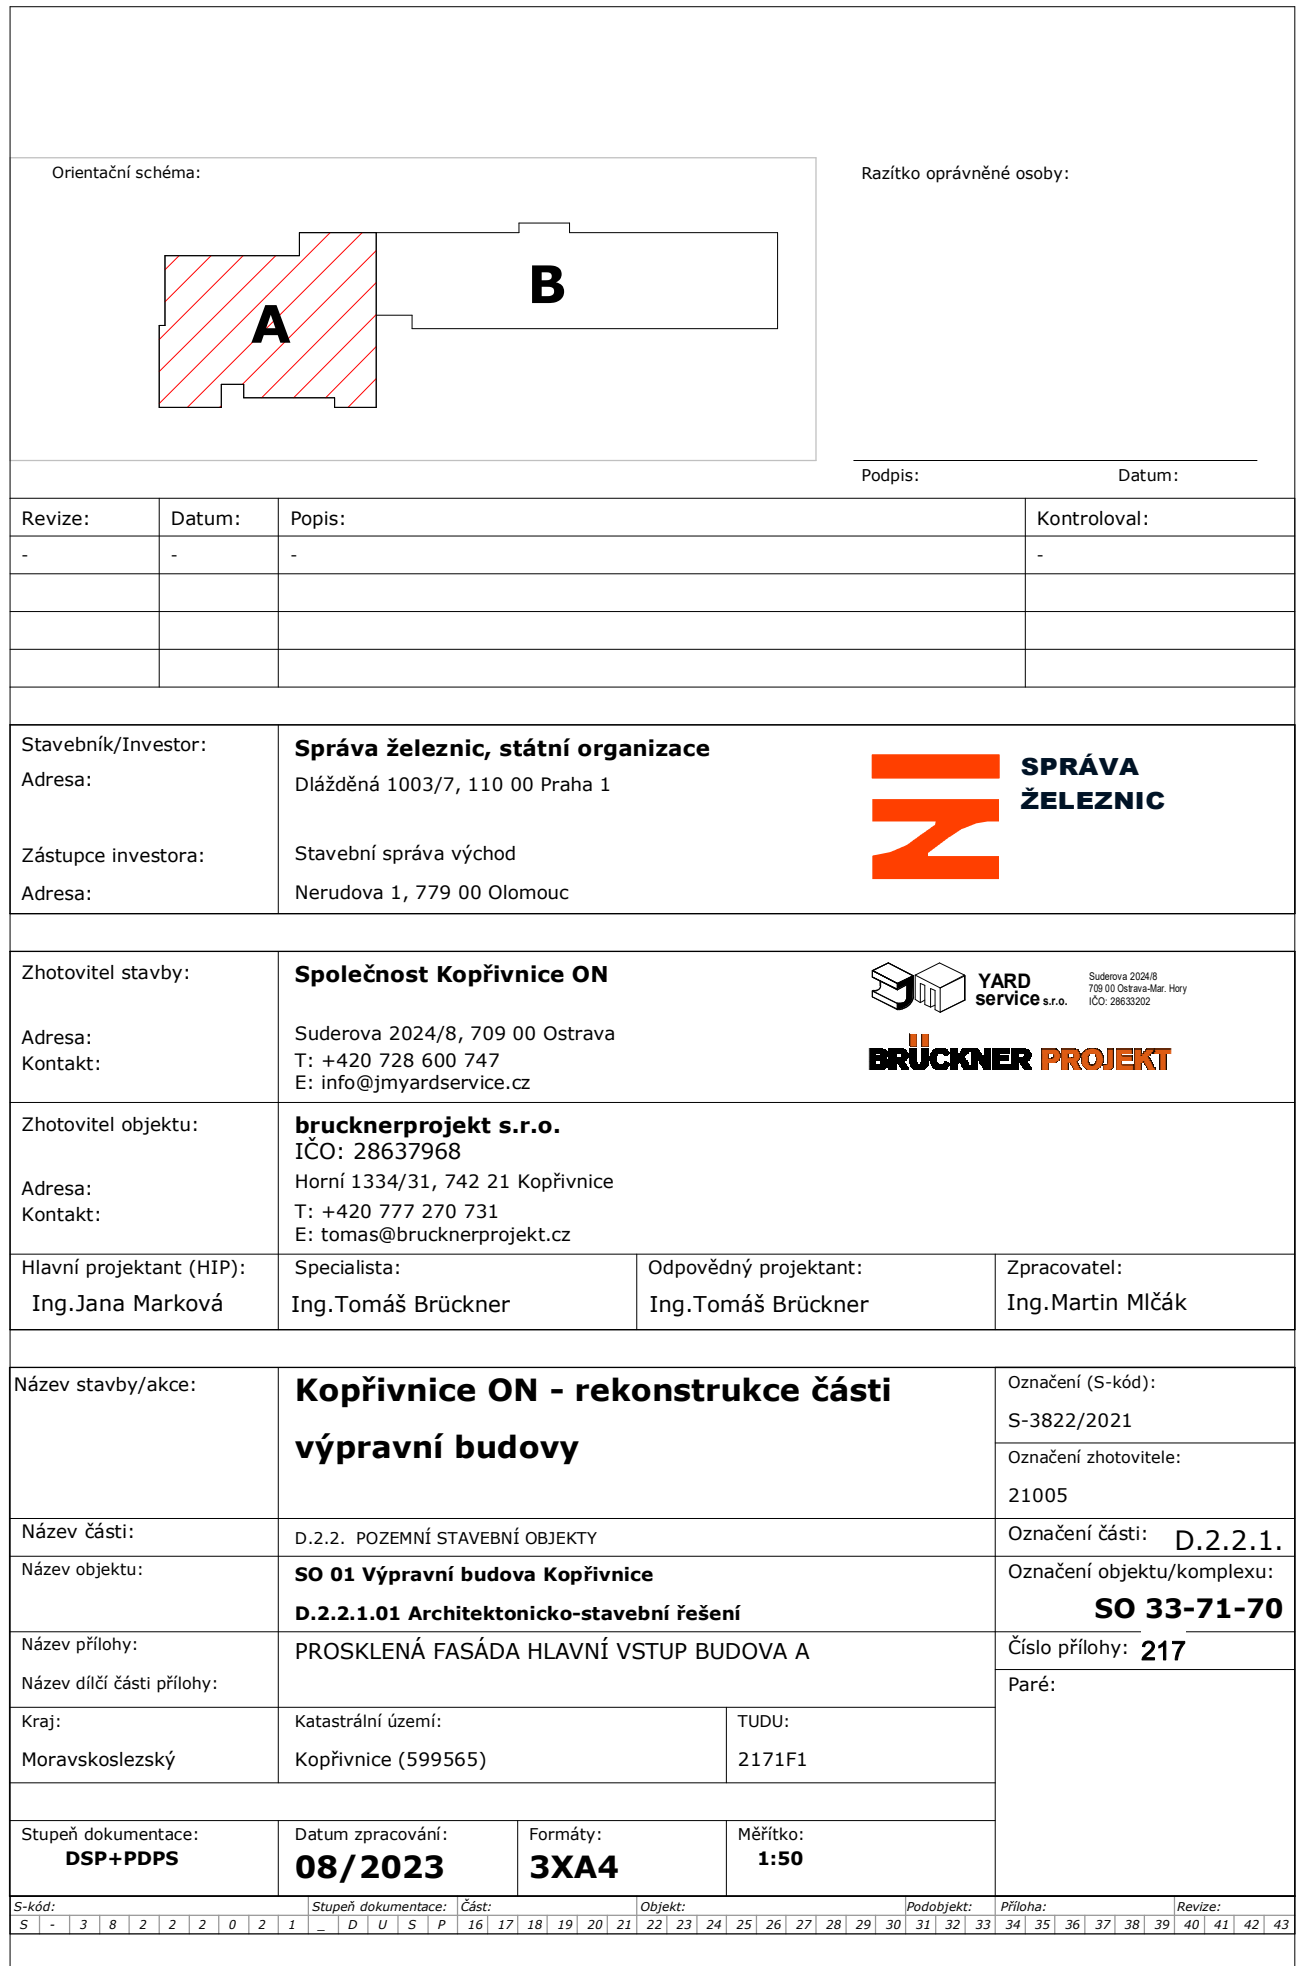 Orientační schéma:
Razítko oprávněné osoby:
A
B
Podpis: Datum:
Revize: Datum: Popis: Kontroloval:
- - - -
Stavebník/Investor: Správa železnic, státní organizace
Adresa: Dlážděná 1003/7, 110 00 Praha 1
SPRÁVA
ŽELEZNIC
Zástupce investora: Stavební správa východ
Adresa: Nerudova 1, 779 00 Olomouc
Zhotovitel stavby: Společnost Kopřivnice ON
YARD
service s.r.o.
Suderova 2024/8
709 00 Ostrava-Mar. Hory
IČO: 28633202
Adresa: Suderova 2024/8, 709 00 Ostrava
Kontakt: T: +420 728 600 747
E: info@jmyardservice.cz
BRÜCKNER PROJEKT
Zhotovitel objektu: brucknerprojekt s.r.o.
IČO: 28637968
Adresa: Horní 1334/31, 742 21 Kopřivnice
Kontakt: T: +420 777 270 731
E: tomas@brucknerprojekt.cz
Hlavní projektant (HIP): Specialista: Odpovědný projektant: Zpracovatel:
Ing.Jana Marková Ing.Tomáš Brückner Ing.Tomáš Brückner Ing.Martin Mlčák
Název stavby/akce: Kopřivnice ON - rekonstrukce části
výpravní budovy
Označení (S-kód):
S-3822/2021
Označení zhotovitele:
21005
Název části: D.2.2. POZEMNÍ STAVEBNÍ OBJEKTY Označení části: D.2.2.1.
Název objektu: SO 01 Výpravní budova Kopřivnice Označení objektu/komplexu:
D.2.2.1.01 Architektonicko-stavební řešení SO 33-71-70
Název přílohy: PROSKLENÁ FASÁDA HLAVNÍ VSTUP BUDOVA A Číslo přílohy: 217
Název dílčí části přílohy: Paré:
Kraj: Katastrální území: TUDU:
Moravskoslezský Kopřivnice (599565) 2171F1
Stupeň dokumentace: Datum zpracování: Formáty: Měřítko:
DSP+PDPS 08/2023 3XA4 1:50
S-kód: Stupeň dokumentace: Část: Objekt: Podobjekt: Příloha: Revize:
S - 3 8 2 2 2 0 2 1 _ D U S P 16 17 18 19 20 21 22 23 24 25 26 27 28 29 30 31 32 33 34 35 36 37 38 39 40 41 42 43